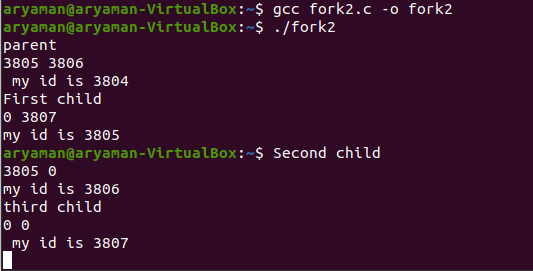 aryaman@aryaman-VirtualBox:~$ gcc fork2.c -o fork2
aryaman@aryaman-VirtualBox:~$ ./fork2
parent
3805 3806
 my id is 3804
First child
0 3807
my id is 3805
aryaman@aryaman-VirtualBox:~$ Second child
3805 0
my id is 3806
third child
0 0
 my id is 3807